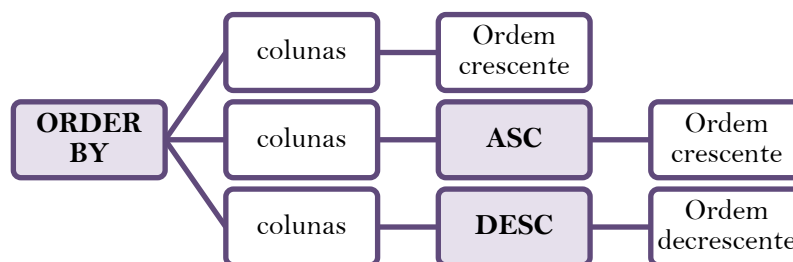 colunas
Ordem
crescente
ORDER
BY
colunas
ASC
Ordem
crescente
colunas
DESC
Ordem
decrescente